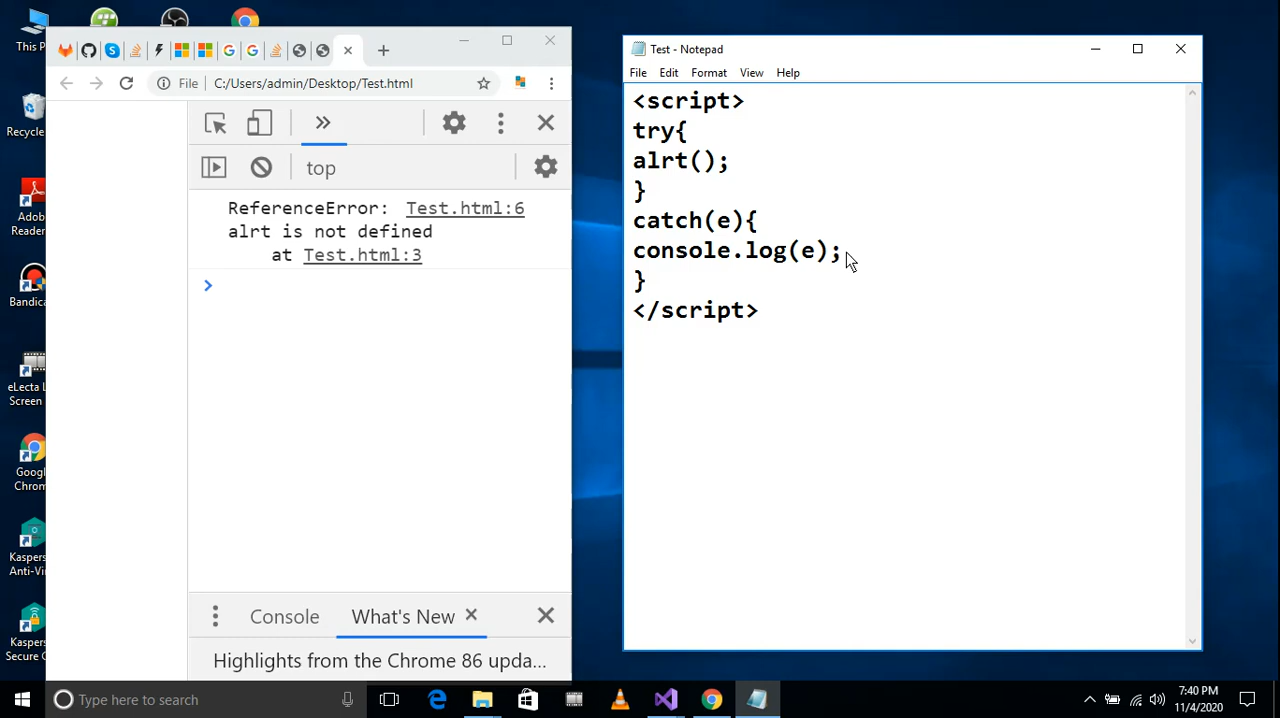 This P
Recycle
Adobe
Reader
Bandica
eLecta L
Screen
Google
Chrom
Kaspers
Anti-Vi
Kaspers
Secure C
File
C:/Users/admin/Desktop/Test.html
top
ReferenceError: Test.html:6
alrt is not defined
at Test.html:3
Console
What's New
Highlights from the Chrome 86 upda...
Test - Notepad
File Edit Format View Help
<script>
try{
alrt();
}
catch(e){
console.log(e);
}
</script>
Type here to search
7:40 PM
11/4/2020